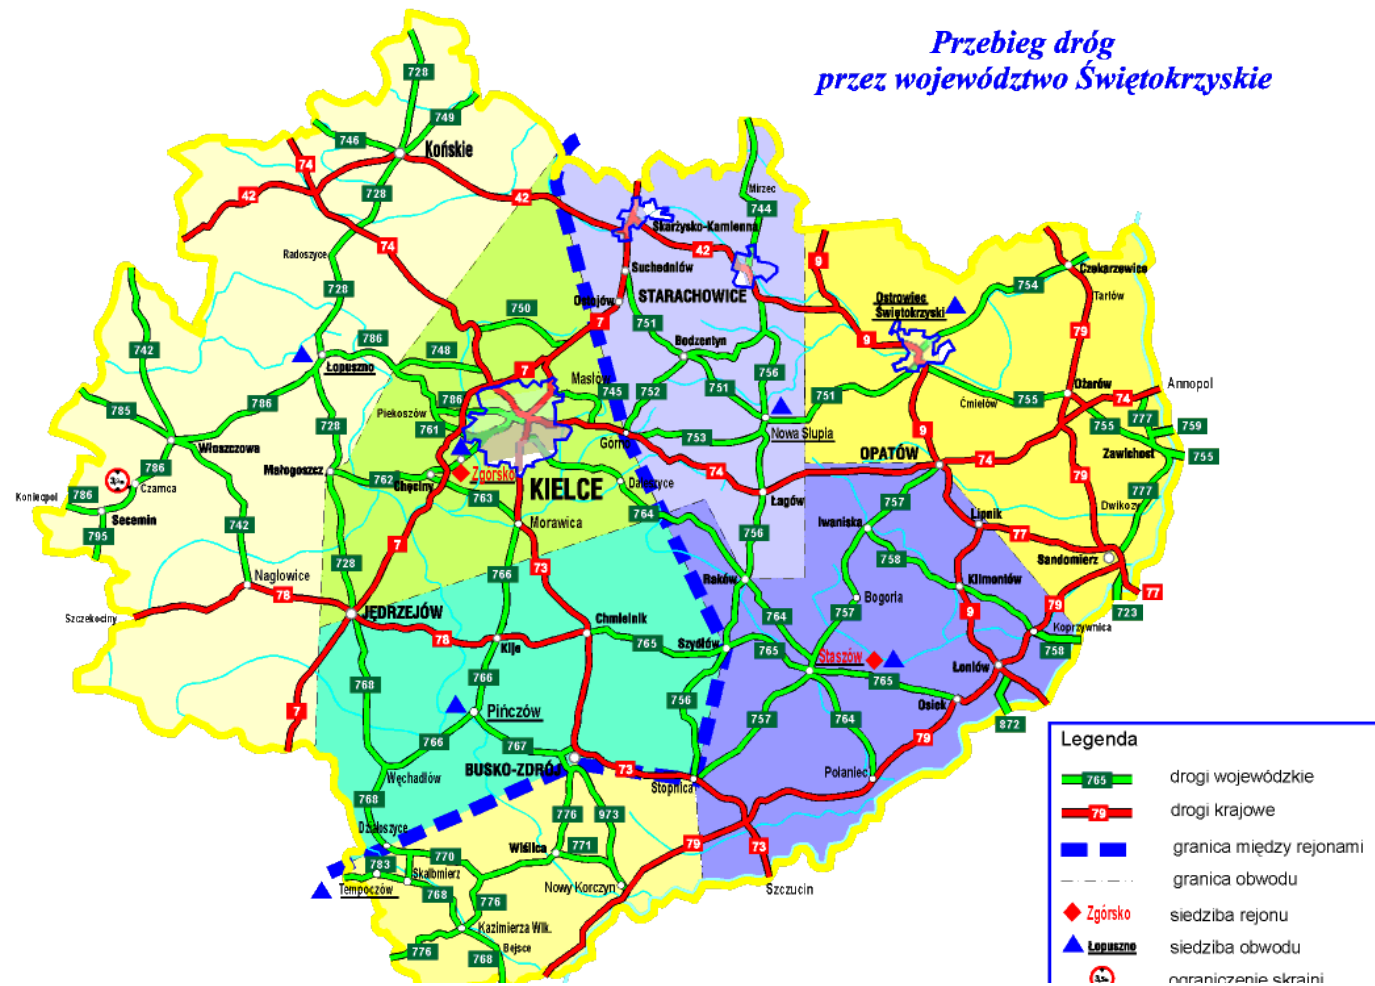 Przebieg dróg
przez województwo Świętokrzyskie
728
749
746
Końskie
74
42
728
42
Mirzec
744
Skarżysko-Kamienna
74
42
Radoszyce
9
Czekarzewice
Suchedniów
754
Tarłów
728
STARACHOWICE
Ostrowiec
Świętokrzyski
Ostojów
750
7
751
79
742
786
9
Bodzentyn
748
Łopuszno
7
756
Masłów
Ożarów
Annopol
745
752
751
751
755
74
785
786
786
Ćmielów
777
Piekoszów
759
728
761
9
755
Nowa Słupia
Górno
753
Włoszczowa
OPATÓW
Zawichost
755
74
786
Małogoszcz
74
79
Zgórsko
762
Chęciny
Daleszyce
Czarnca
KIELCE
777
Koniecpol
786
763
Łagów
757
Dwikozy
Secemin
Morawica
764
Iwaniska
Lipnik
742
795
756
77
7
758
Sandomierz
728
73
Nagłowice
766
Raków
Klimontów
78
77
Bogoria
79
Szczekociny
JĘDRZEJÓW
757
9
723
764
Chmielnik
Koprzywnica
78
765
Szydłów
Kije
765
Staszów
758
Łoniów
766
765
768
756
Osiek
7
Pińczów
757
764
872
766
767
79
Węchadłów
BUSKO-ZDRÓJ
73
Połaniec
Stopnica
768
776
973
Działoszyce
79
73
Wiślica
771
770
783
Skalbmierz
Tempoczów
768
Nowy Korczyn
Szczucin
776
Kazimierza Wlk.
776
Bejsce
768
Legenda
765 drogi wojewódzkie
79 drogi krajowe
granica między rejonami
granica obwodu
Zgórsko siedziba rejonu
Łopuszno siedziba obwodu
ograniczenie skrajni